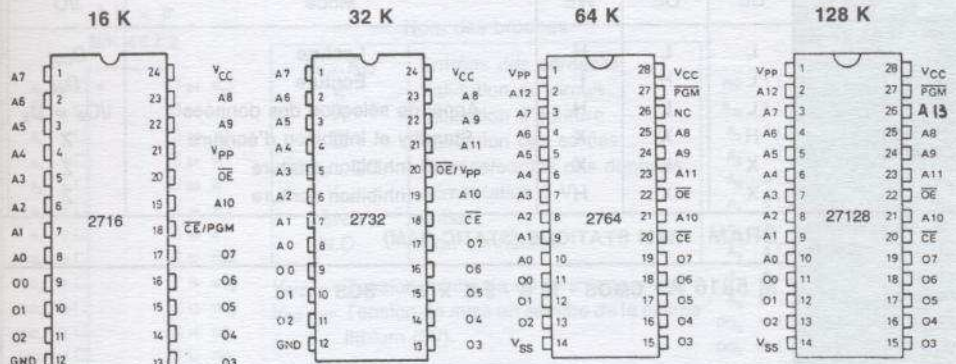 16 K
A7 1 24 VCC
A6 2 23 A8
A5 3 22 A9
A4 4 21 VPP
A3 5 20 O̅E̅
A2 6 19 A10
A1 7 2716 18 C̅E̅/PGM
A0 8 17 O7
O0 9 16 O6
O1 10 15 O5
O2 11 14 O4
GND 12 13 O3
32 K
A7 1 24 VCC
A6 2 23 A8
A5 3 22 A9
A4 4 21 A11
A3 5 20 O̅E̅/VPP
A2 6 19 A10
A1 7 2732 18 C̅E̅
A0 8 17 O7
O0 9 16 O6
O1 10 15 O5
O2 11 14 O4
GND 12 13 O3
64 K
VPP 1 28 VCC
A12 2 27 P̅G̅M̅
A7 3 26 NC
A6 4 25 A8
A5 5 24 A9
A4 6 23 A11
A3 7 22 O̅E̅
A2 8 2764 21 A10
A1 9 20 C̅E̅
A0 10 19 O7
O0 11 18 O6
O1 12 17 O5
O2 13 16 O4
VSS 14 15 O3
128 K
VPP 1 28 VCC
A12 2 27 P̅G̅M̅
A7 3 26 A13
A6 4 25 A8
A5 5 24 A9
A4 6 23 A11
A3 7 22 O̅E̅
A2 8 27128 21 A10
A1 9 20 C̅E̅
A0 10 19 O7
O0 11 18 O6
O1 12 17 O5
O2 13 16 O4
VSS 14 15 O3